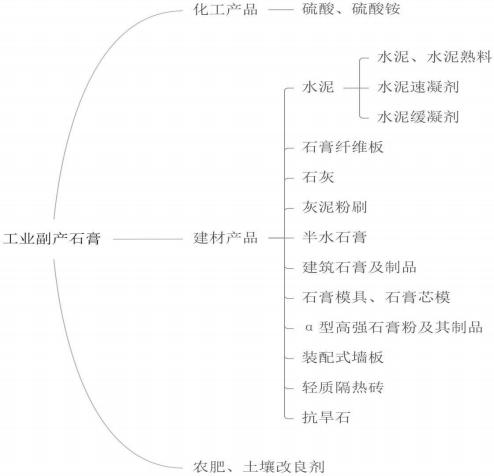 化工产品
硫酸、硫酸铵
水泥、水泥熟料
水泥
水泥速凝剂
水泥缓凝剂
石膏纤维板
石灰
灰泥粉刷
工业副产石膏
建材产品
半水石膏
建筑石膏及制品
石膏模具、石膏芯模
α型高强石膏粉及其制品
装配式墙板
轻质隔热砖
抗旱石
农肥、土壤改良剂